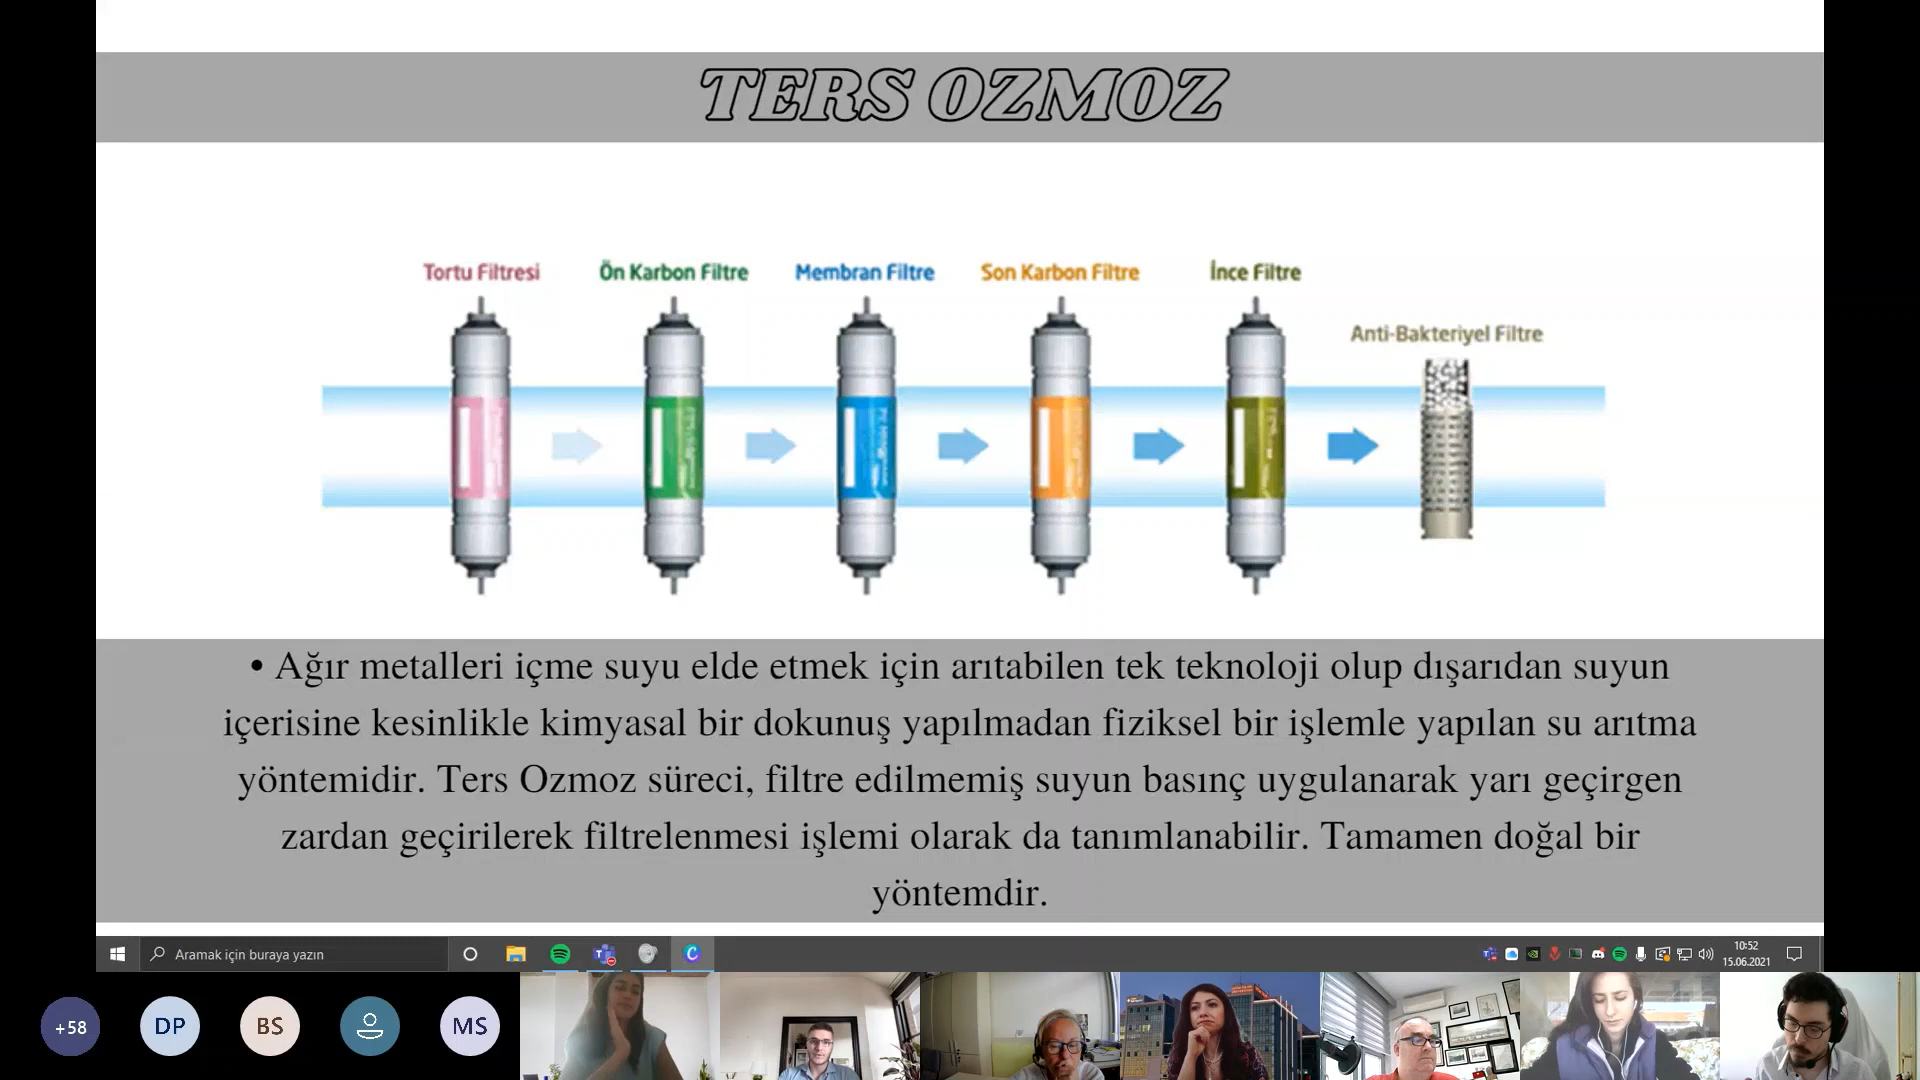 TERS OZMOZ
Tortu Filtresi
Ön Karbon Filtre
Membran Filtre
Son Karbon Filtre
İnce Filtre
Anti-Bakteriyel Filtre
• Ağır metalleri içme suyu elde etmek için arıtabilen tek teknoloji olup dışarıdan suyun
içerisine kesinlikle kimyasal bir dokunuş yapılmadan fiziksel bir işlemle yapılan su arıtma
yöntemidir. Ters Ozmoz süreci, filtre edilmemiş suyun basınç uygulanarak yarı geçirgen
zardan geçirilerek filtrelenmesi işlemi olarak da tanımlanabilir. Tamamen doğal bir
yöntemdir.
Aramak için buraya yazın
10:52
15.06.2021
+58
DP
BS
MS